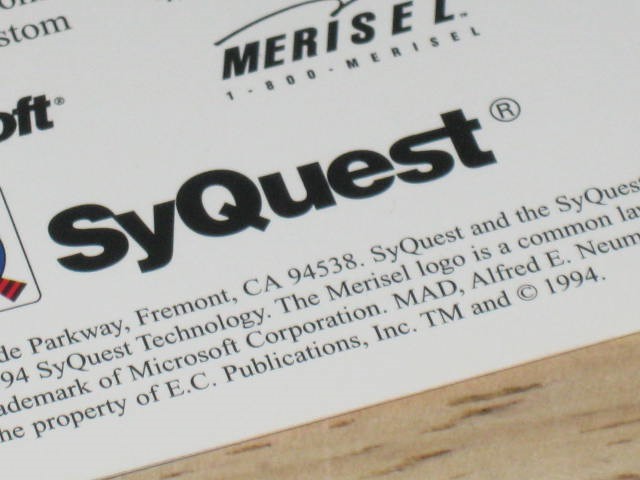 stom
MERISEL™
1-800-MERISEL
oft®
SyQuest®
de Parkway, Fremont, CA 94538. SyQuest and the SyQuest
94 SyQuest Technology. The Merisel logo is a common la
ademark of Microsoft Corporation. MAD, Alfred E. Neum
he property of E.C. Publications, Inc. TM and © 1994.